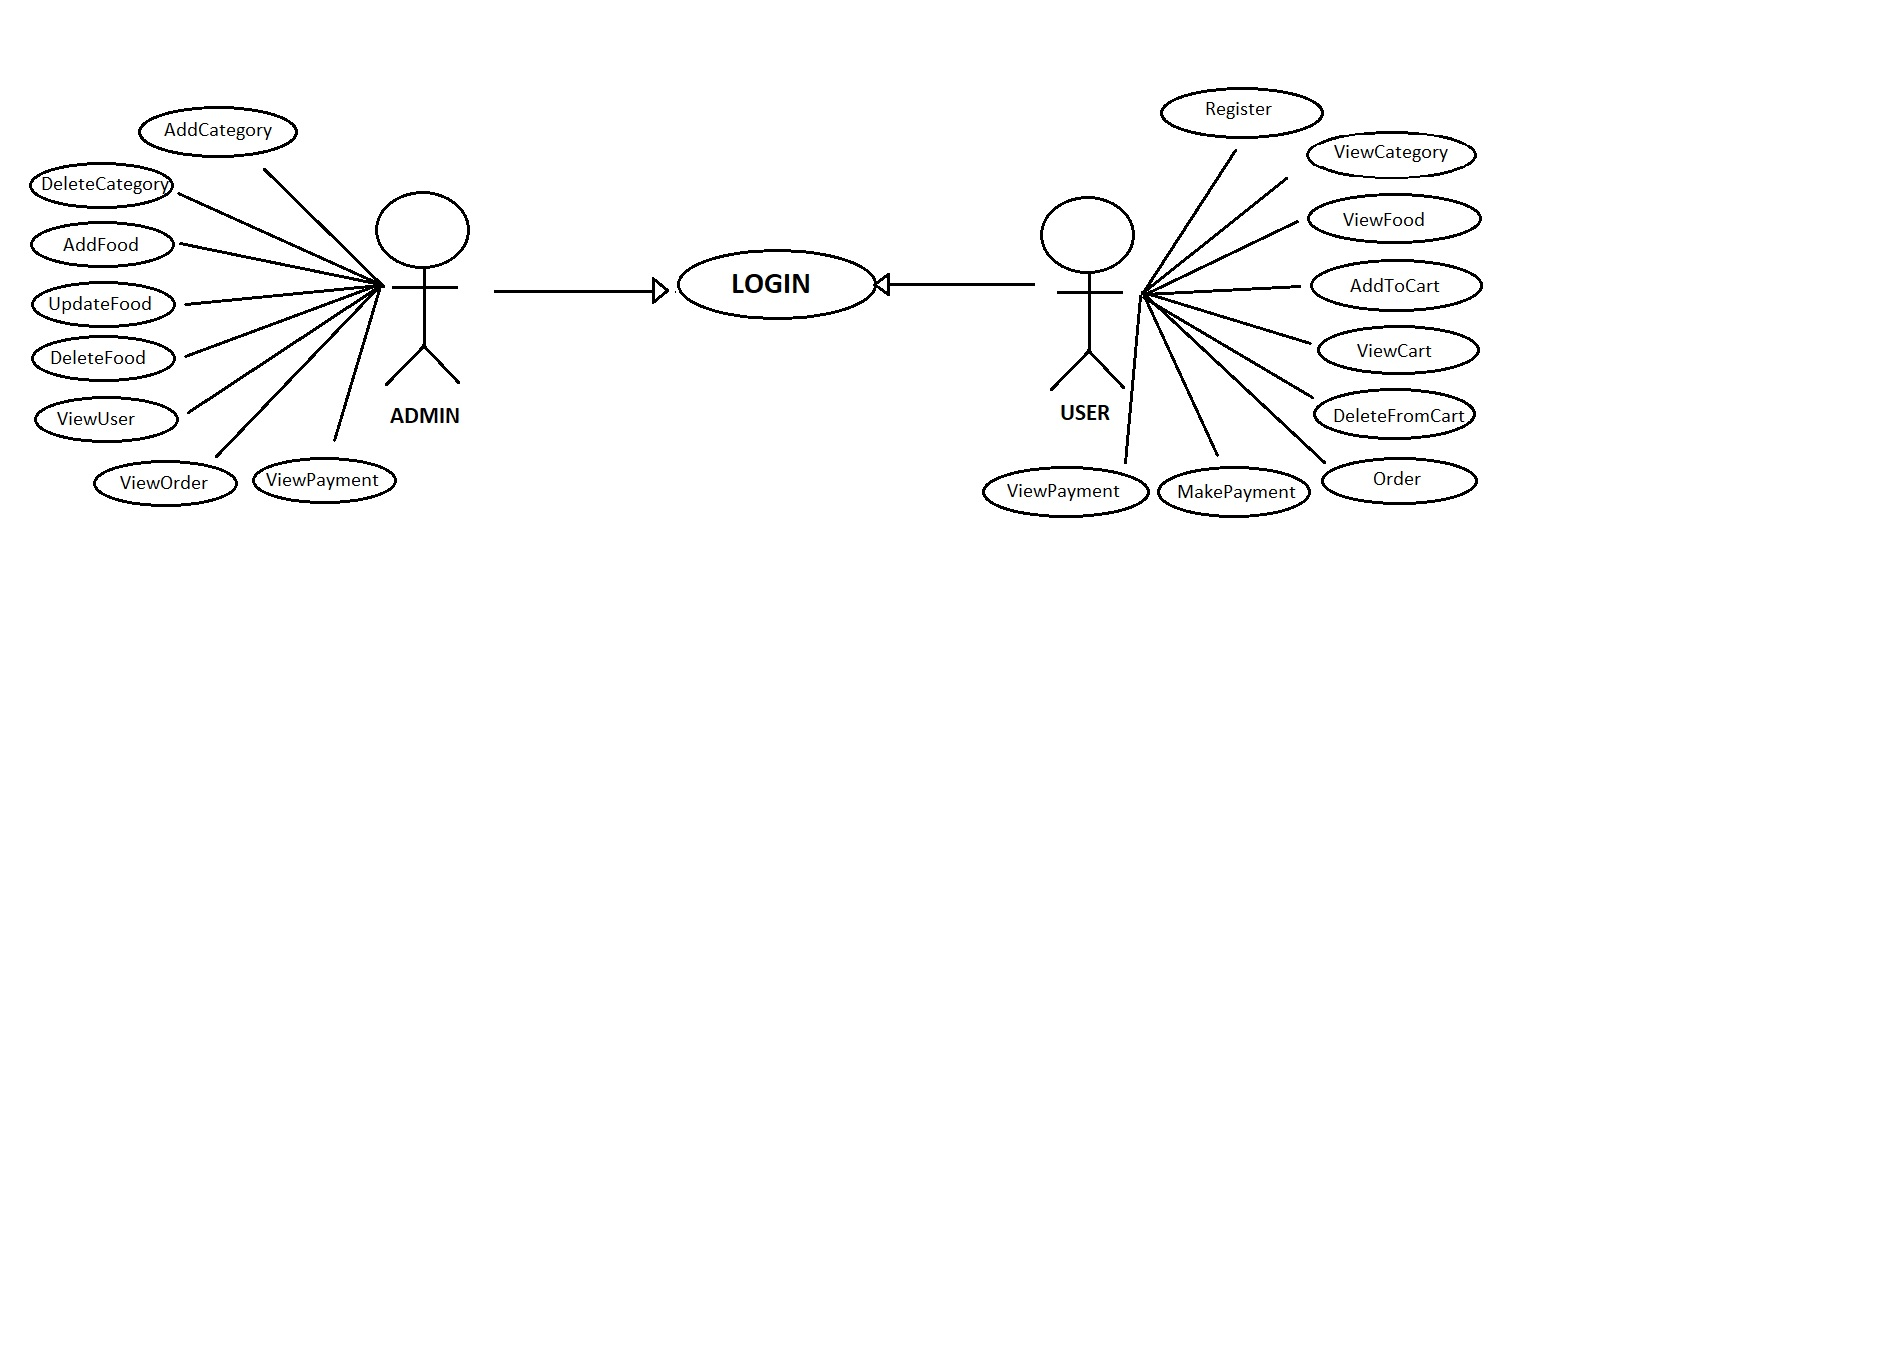 AddCategory
DeleteCategory
AddFood
UpdateFood
DeleteFood
ViewUser
ViewOrder
ViewPayment
ADMIN
LOGIN
USER
Register
ViewCategory
ViewFood
AddToCart
ViewCart
DeleteFromCart
Order
MakePayment
ViewPayment